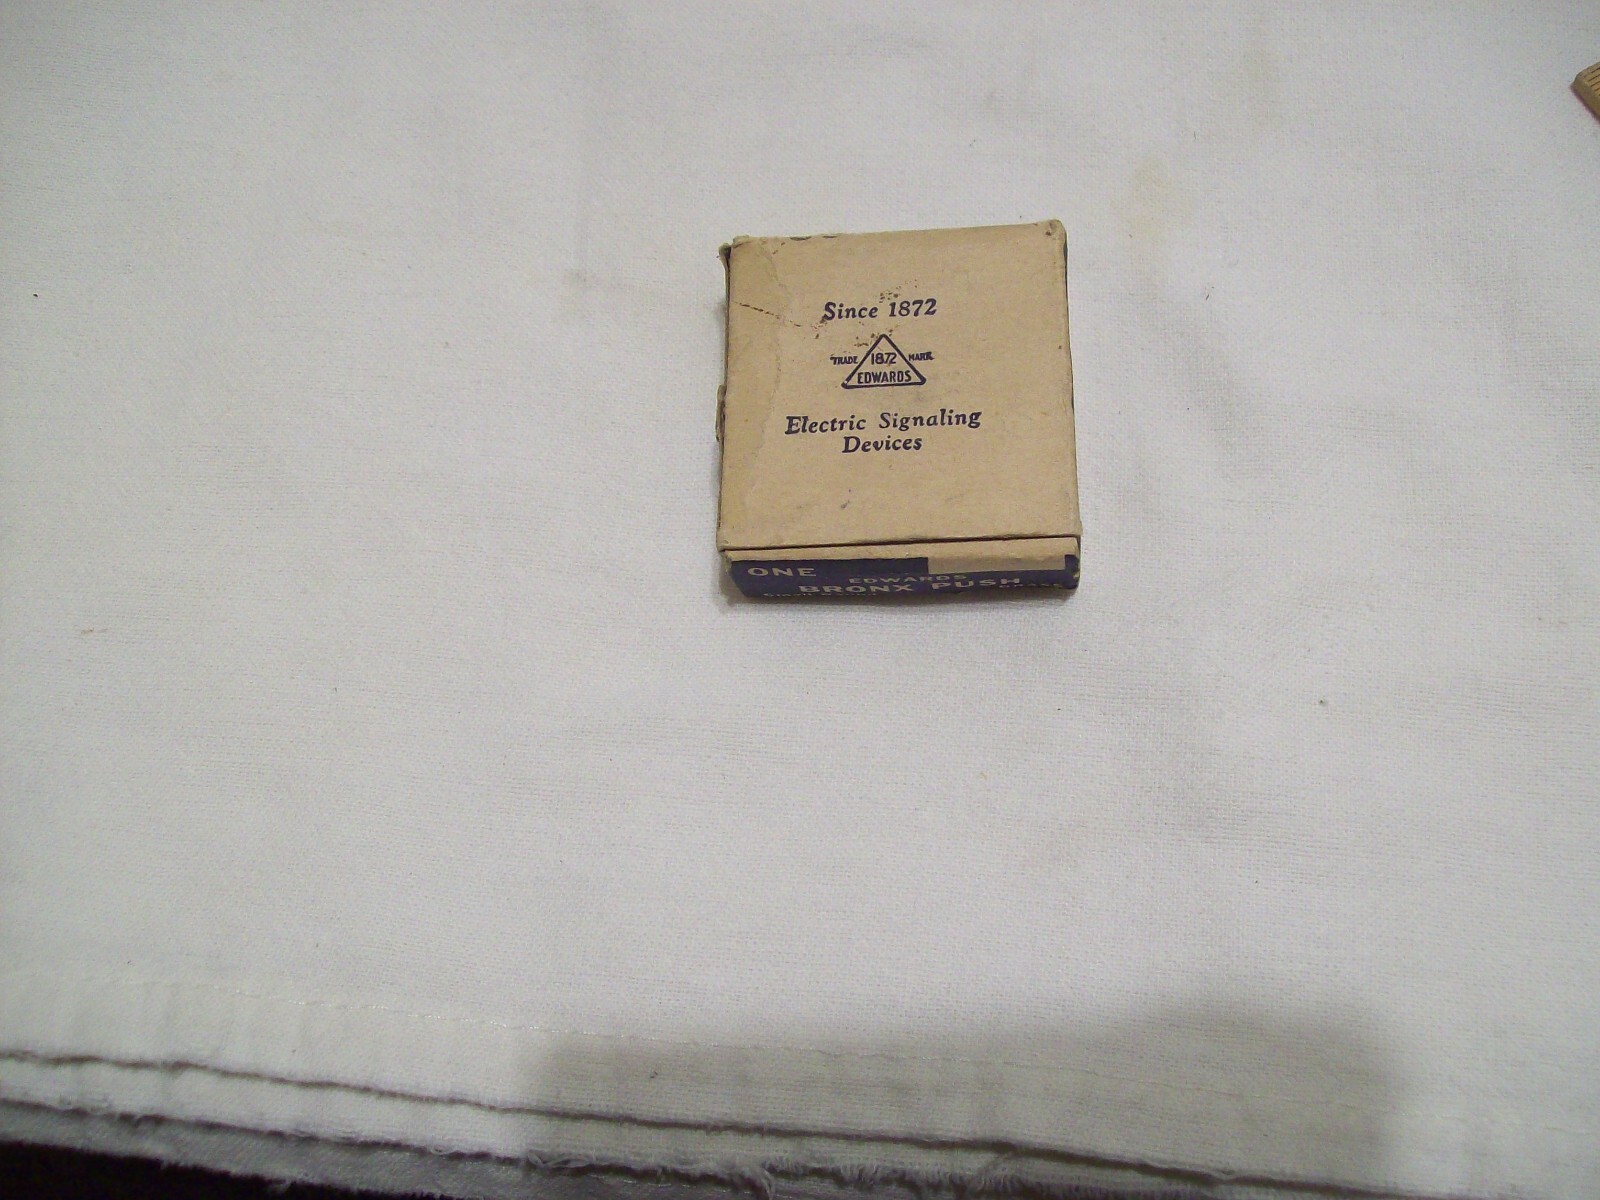 Since 1872
TRADE 1872 MARK
EDWARDS
Electric Signaling
Devices
ONE
EDWARDS
BRONX PUSH